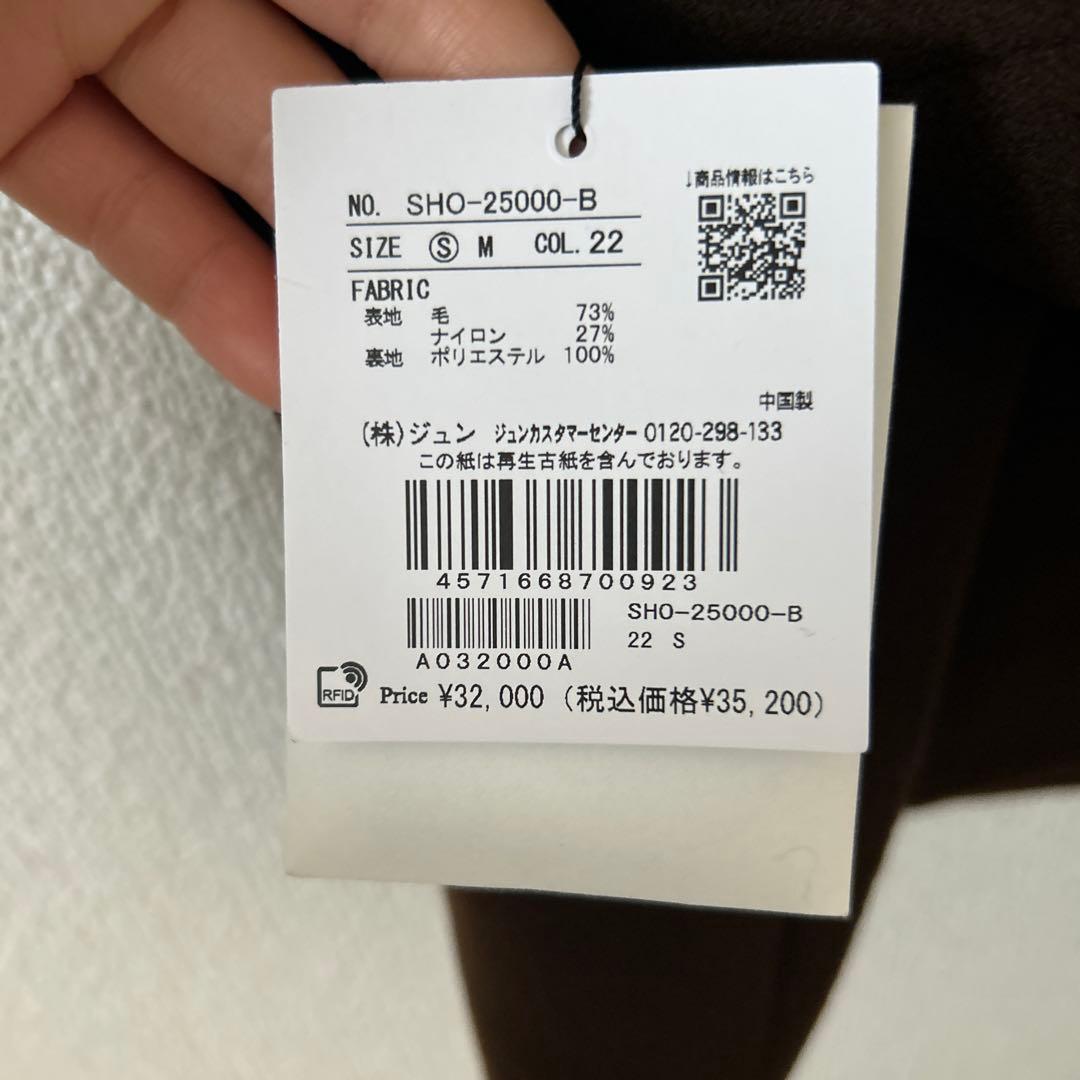 ↓商品情報はこちら
NO. SHO-25000-B
SIZE Ⓢ M COL. 22
FABRIC
表地 毛 73%
ナイロン 27%
裏地 ポリエステル 100%
中国製
(株)ジュン ジュンカスタマーセンター 0120-298-133
この紙は再生古紙を含んでおります。
4571668700923
SHO-25000-B
22 S
A032000A
RFID Price ¥32,000 (税込価格¥35,200)